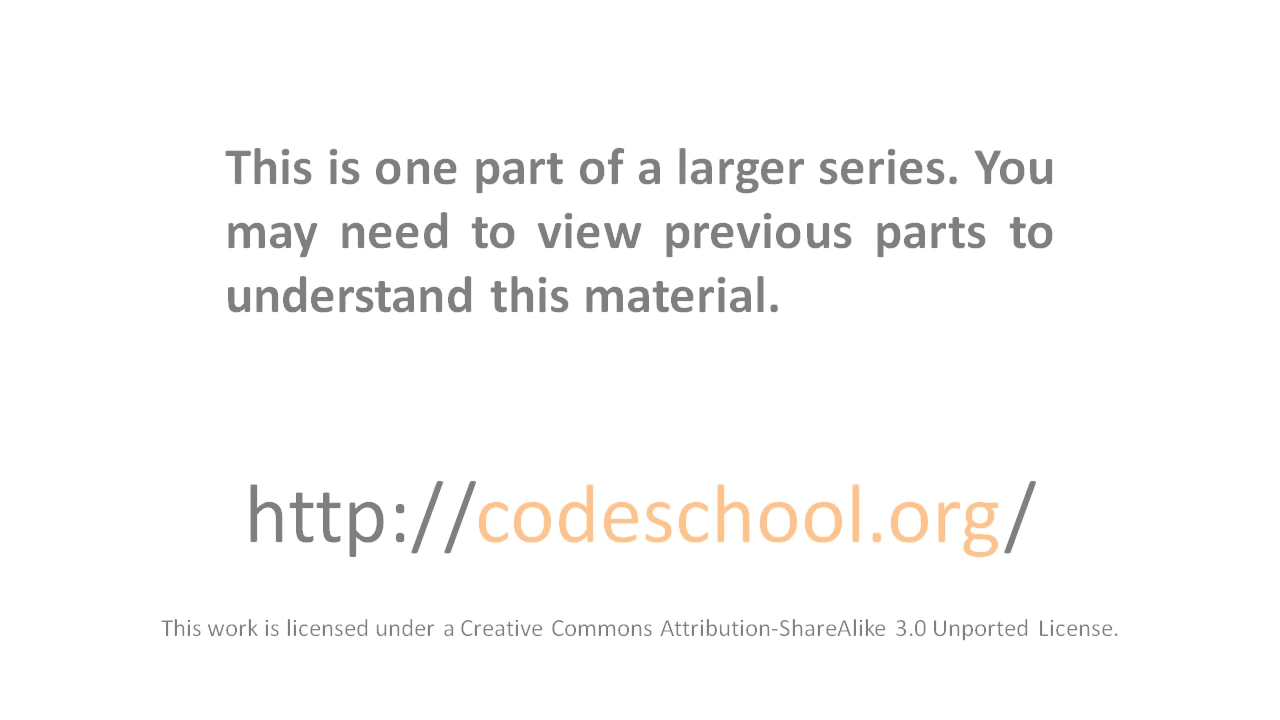 This is one part of a larger series. You
may need to view previous parts to
understand this material.
http://codeschool.org/
This work is licensed under a Creative Commons Attribution-ShareAlike 3.0 Unported License.